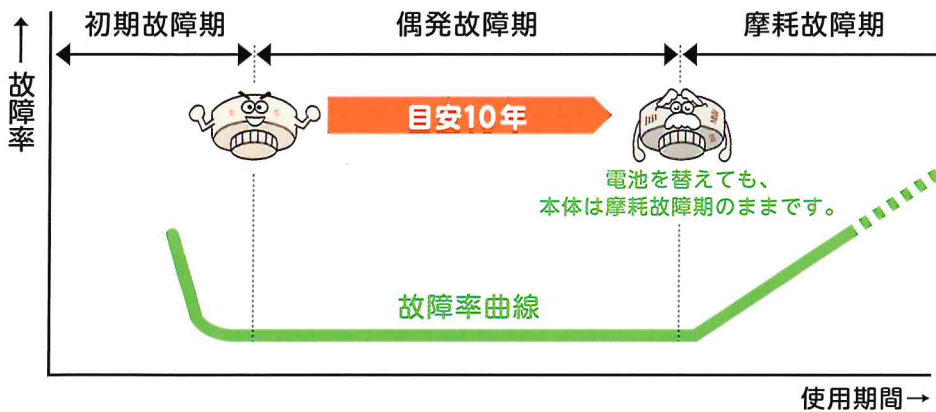 初期故障期
偶発故障期
摩耗故障期
↑故障率
目安10年
電池を替えても、
本体は摩耗故障期のままです。
故障率曲線
使用期間→